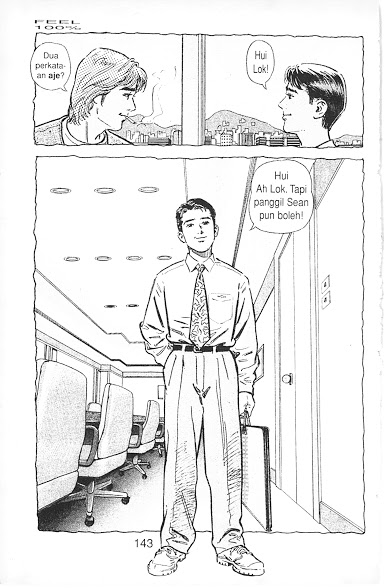 FEEL
100%
Dua
perkata-
an aje?
Hui
Lok!
Hui
Ah Lok. Tapi
panggil Sean
pun boleh!
143